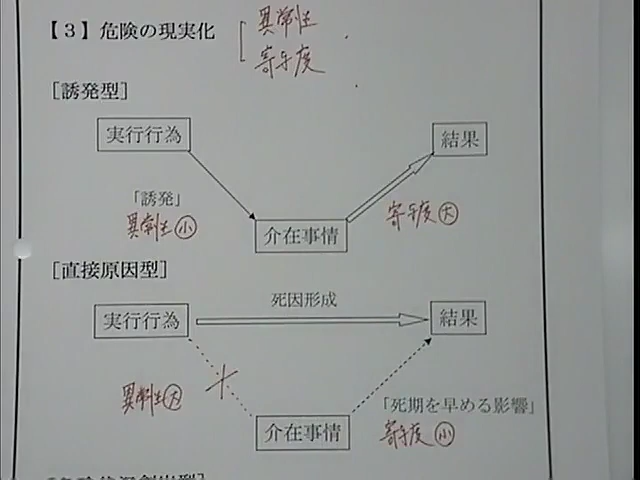 【3】危険の現実化
異常性
寄与度
[誘発型]
実行行為
結果
「誘発」
異常性 小
寄与度 大
介在事情
[直接原因型]
死因形成
実行行為
結果
異常性 大
「死期を早める影響」
介在事情
寄与度 小